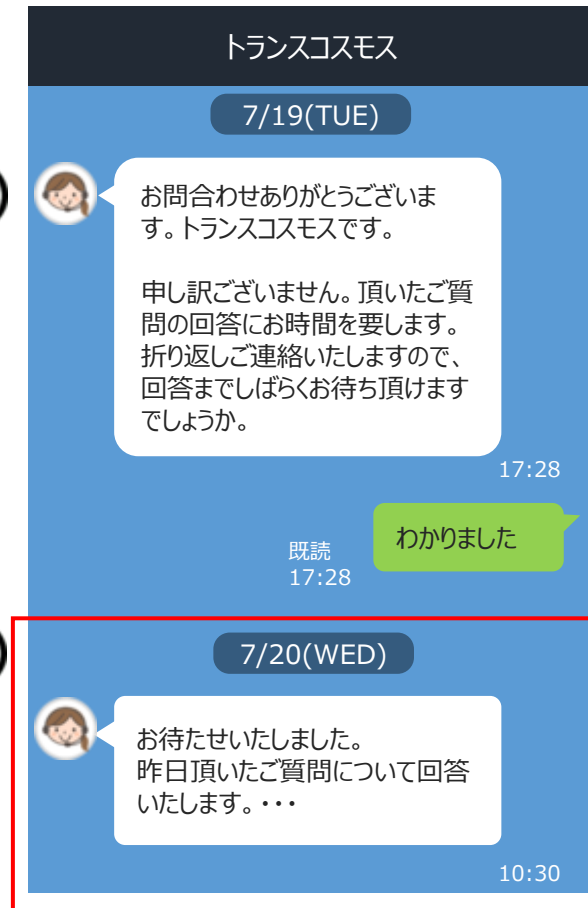 トランスコスモス
7/19(TUE)
お問合わせありがとうございま
す。トランスコスモスです。
申し訳ございません。頂いたご質
問の回答にお時間を要します。
折り返しご連絡いたしますので、
回答までしばらくお待ち頂けます
でしょうか。
17:28
わかりました
既読
17:28
7/20(WED)
お待たせいたしました。
昨日頂いたご質問について回答
いたします。・・・
10:30